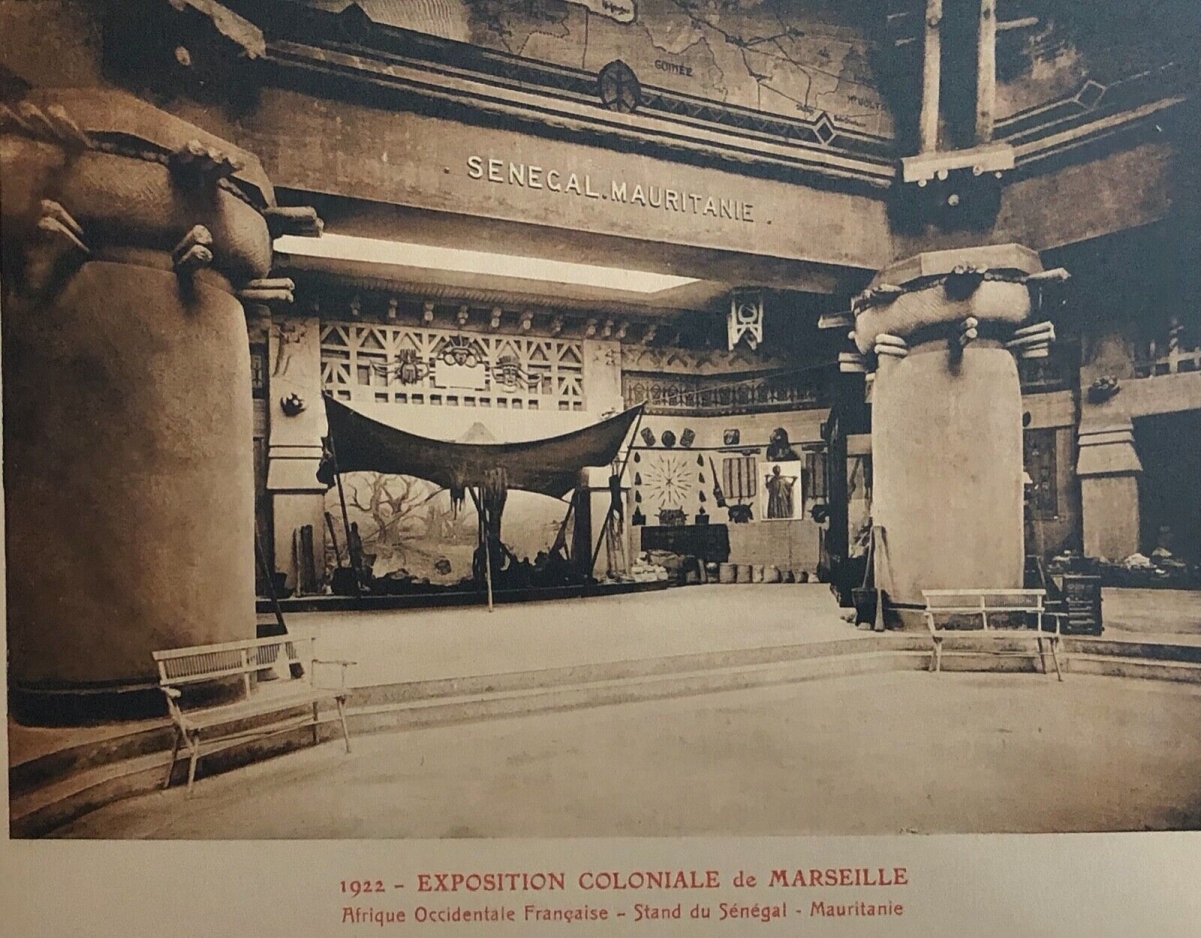 GUINÉE
SENEGAL.MAURITANIE.
1922 - EXPOSITION COLONIALE de MARSEILLE
Afrique Occidentale Française - Stand du Sénégal - Mauritanie